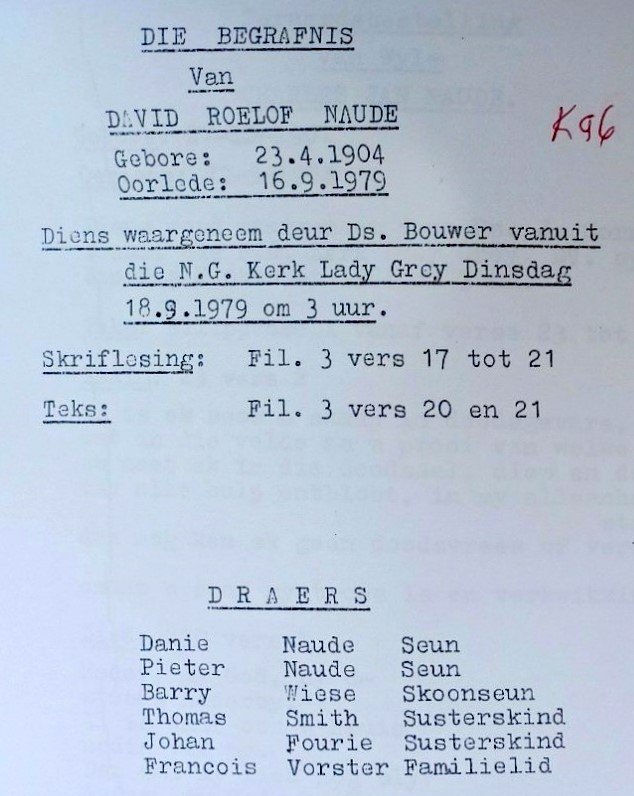 DIE BEGRAFNIS
Van
DAVID ROELOF NAUDE
K96
Gebore: 23.4.1904
Oorlede: 16.9.1979
Diens waargeneem deur Ds. Bouwer vanuit
die N.G. Kerk Lady Grey Dinsdag
18.9.1979 om 3 uur.
Skriflesing: Fil. 3 vers 17 tot 21
Teks: Fil. 3 vers 20 en 21
D R A E R S
Danie Naude Seun
Pieter Naude Seun
Barry Wiese Skoonseun
Thomas Smith Susterskind
Johan Fourie Susterskind
Francois Vorster Familielid